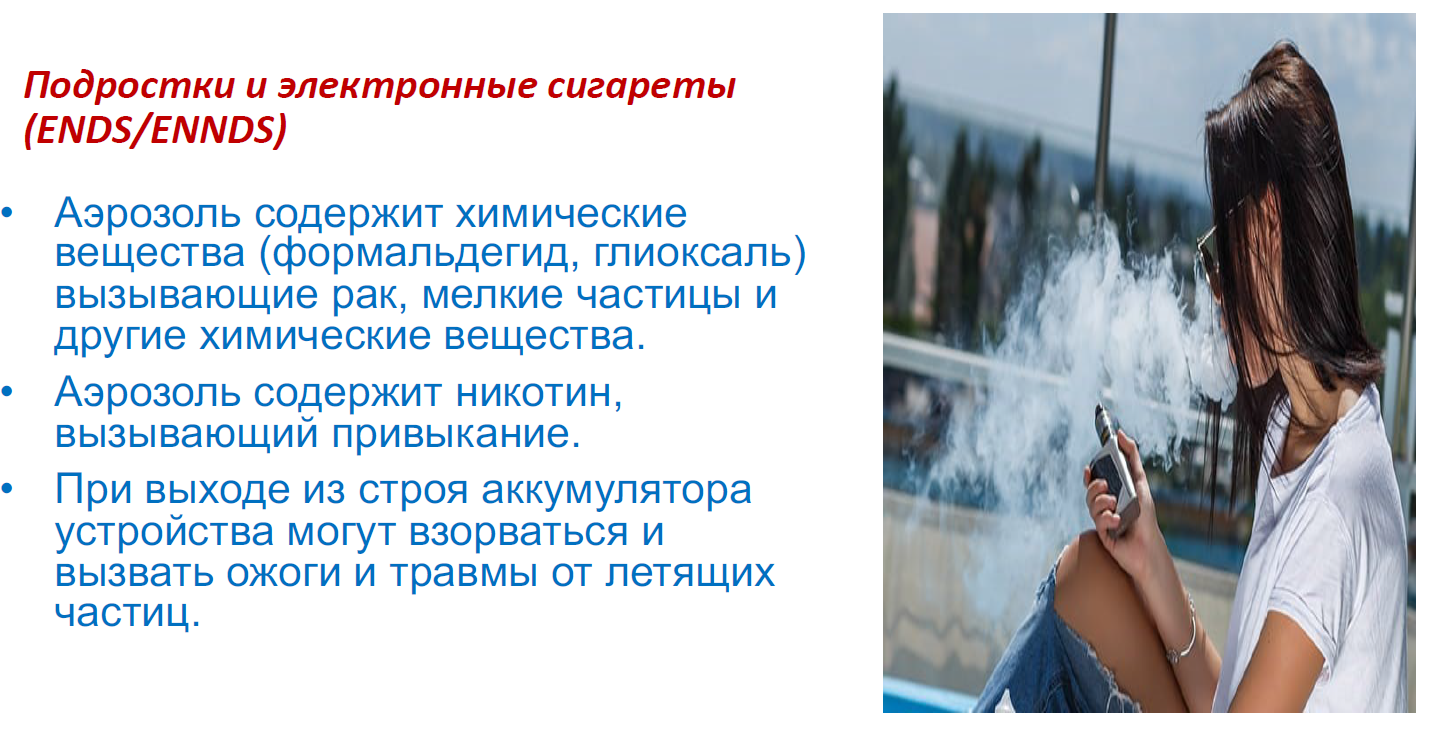 Подростки и электронные сигареты
(ENDS/ENNDS)
• Аэрозоль содержит химические
вещества (формальдегид, глиоксаль)
вызывающие рак, мелкие частицы и
другие химические вещества.
• Аэрозоль содержит никотин,
вызывающий привыкание.
• При выходе из строя аккумулятора
устройства могут взорваться и
вызвать ожоги и травмы от летящих
частиц.